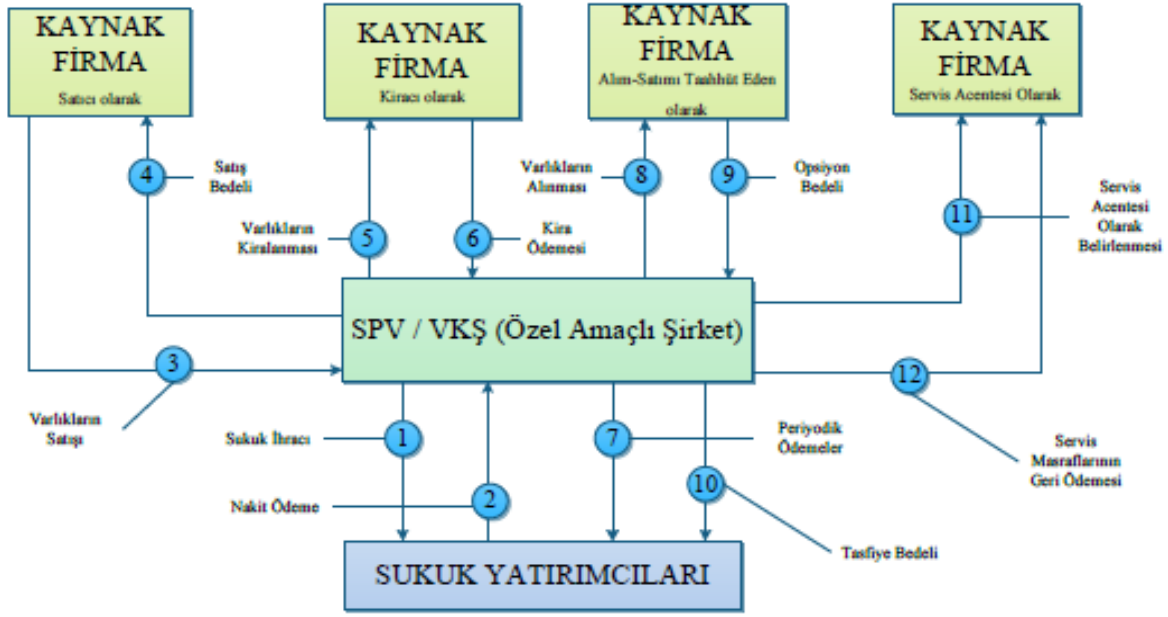 KAYNAK
FİRMA
Satıcı olarak
KAYNAK
FİRMA
Kiracı olarak
KAYNAK
FİRMA
Alım-Satımı Taahhüt Eden
olarak
KAYNAK
FİRMA
Servis Acentesi Olarak
4
Satış
Bedeli
Varlıkların
Kiralanması
5
6
Kira
Ödemesi
Varlıkların
Alınması
8
9
Opsiyon
Bedeli
11
Servis
Acentesi
Olarak
Belirlenmesi
SPV / VKŞ (Özel Amaçlı Şirket)
3
Varlıkların
Satışı
12
Servis
Masraflarının
Geri Ödemesi
Sukuk İhracı
1
Nakit Ödeme
2
7
Periyodik
Ödemeler
10
Tasfiye Bedeli
SUKUK YATIRIMCILARI